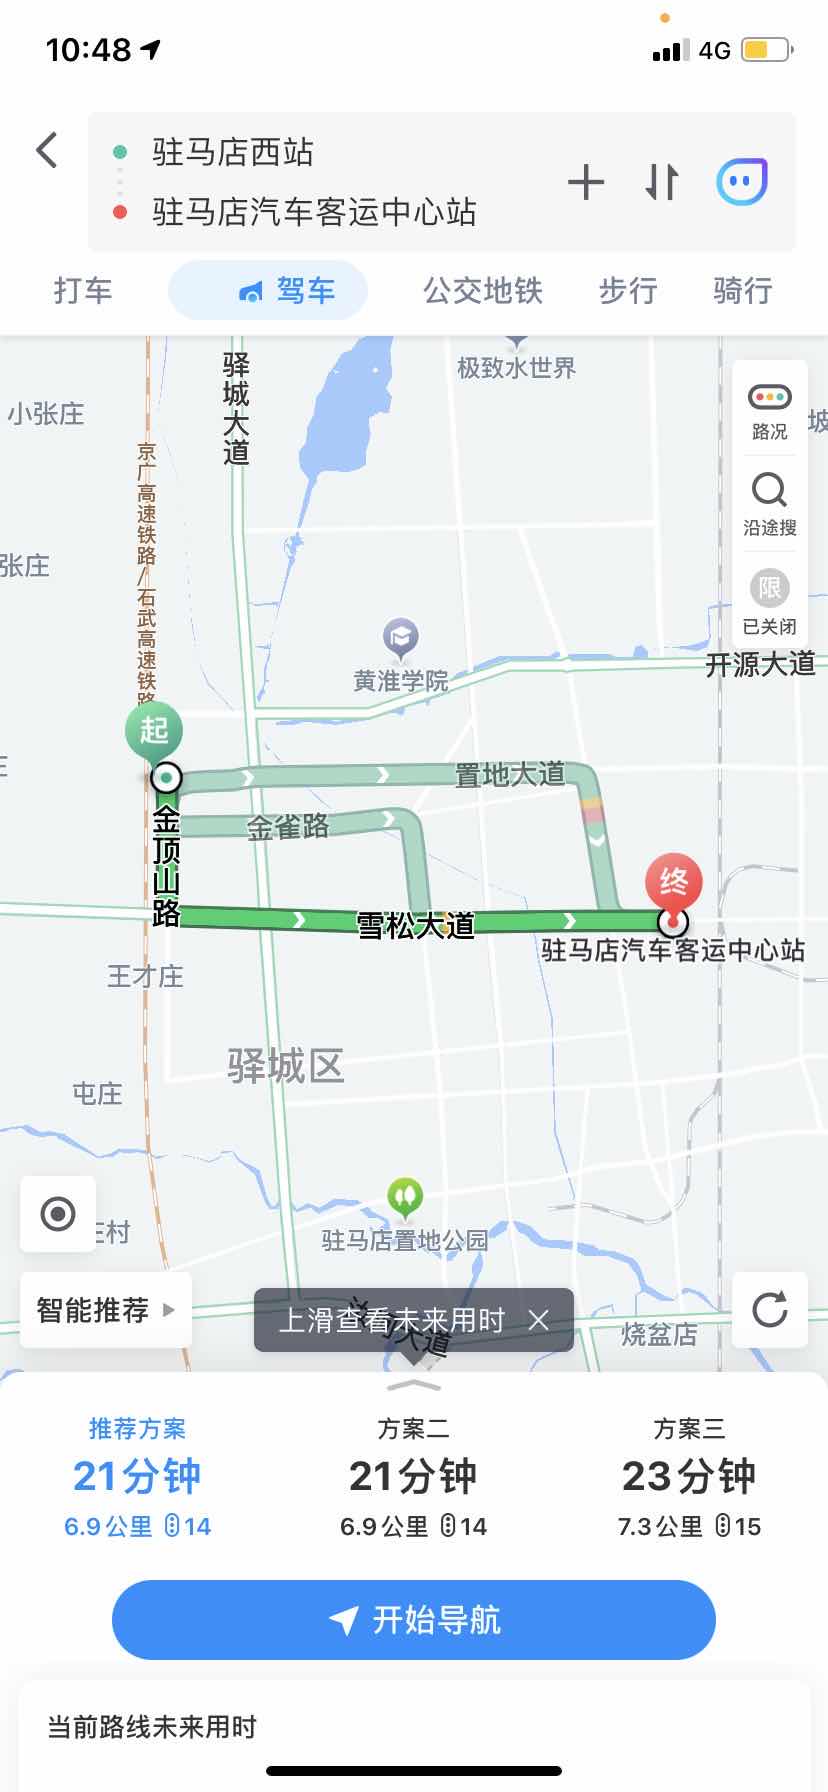 10:48
4G
驻马店西站
驻马店汽车客运中心站
打车
驾车
公交地铁
步行
骑行
驿城大道
极致水世界
小张庄
路况
坡
京广高速铁路/石武高速铁路
沿途搜
张庄
限
已关闭
黄淮学院
开源大道
起
置地大道
金顶山路
金雀路
终
雪松大道
驻马店汽车客运中心站
王才庄
驿城区
屯庄
村
驻马店置地公园
智能推荐
上滑查看未来用时
大道
烧盆店
推荐方案
方案二
方案三
21分钟
21分钟
23分钟
6.9公里 14
6.9公里 14
7.3公里 15
开始导航
当前路线未来用时